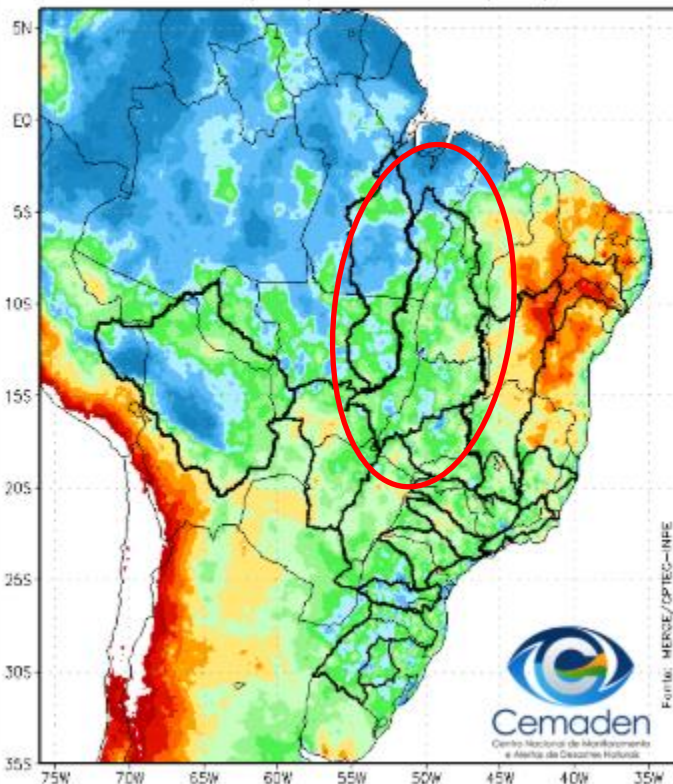 5N
EQ
5S
10S
15S
20S
25S
30S
35S
75W 70W 65W 60W 55W 50W 45W 40W 35W
Fonte: MERGE/CPTEC-INPE
Cemaden
Centro Nacional de Monitoramento
e Alertas de Desastres Naturais